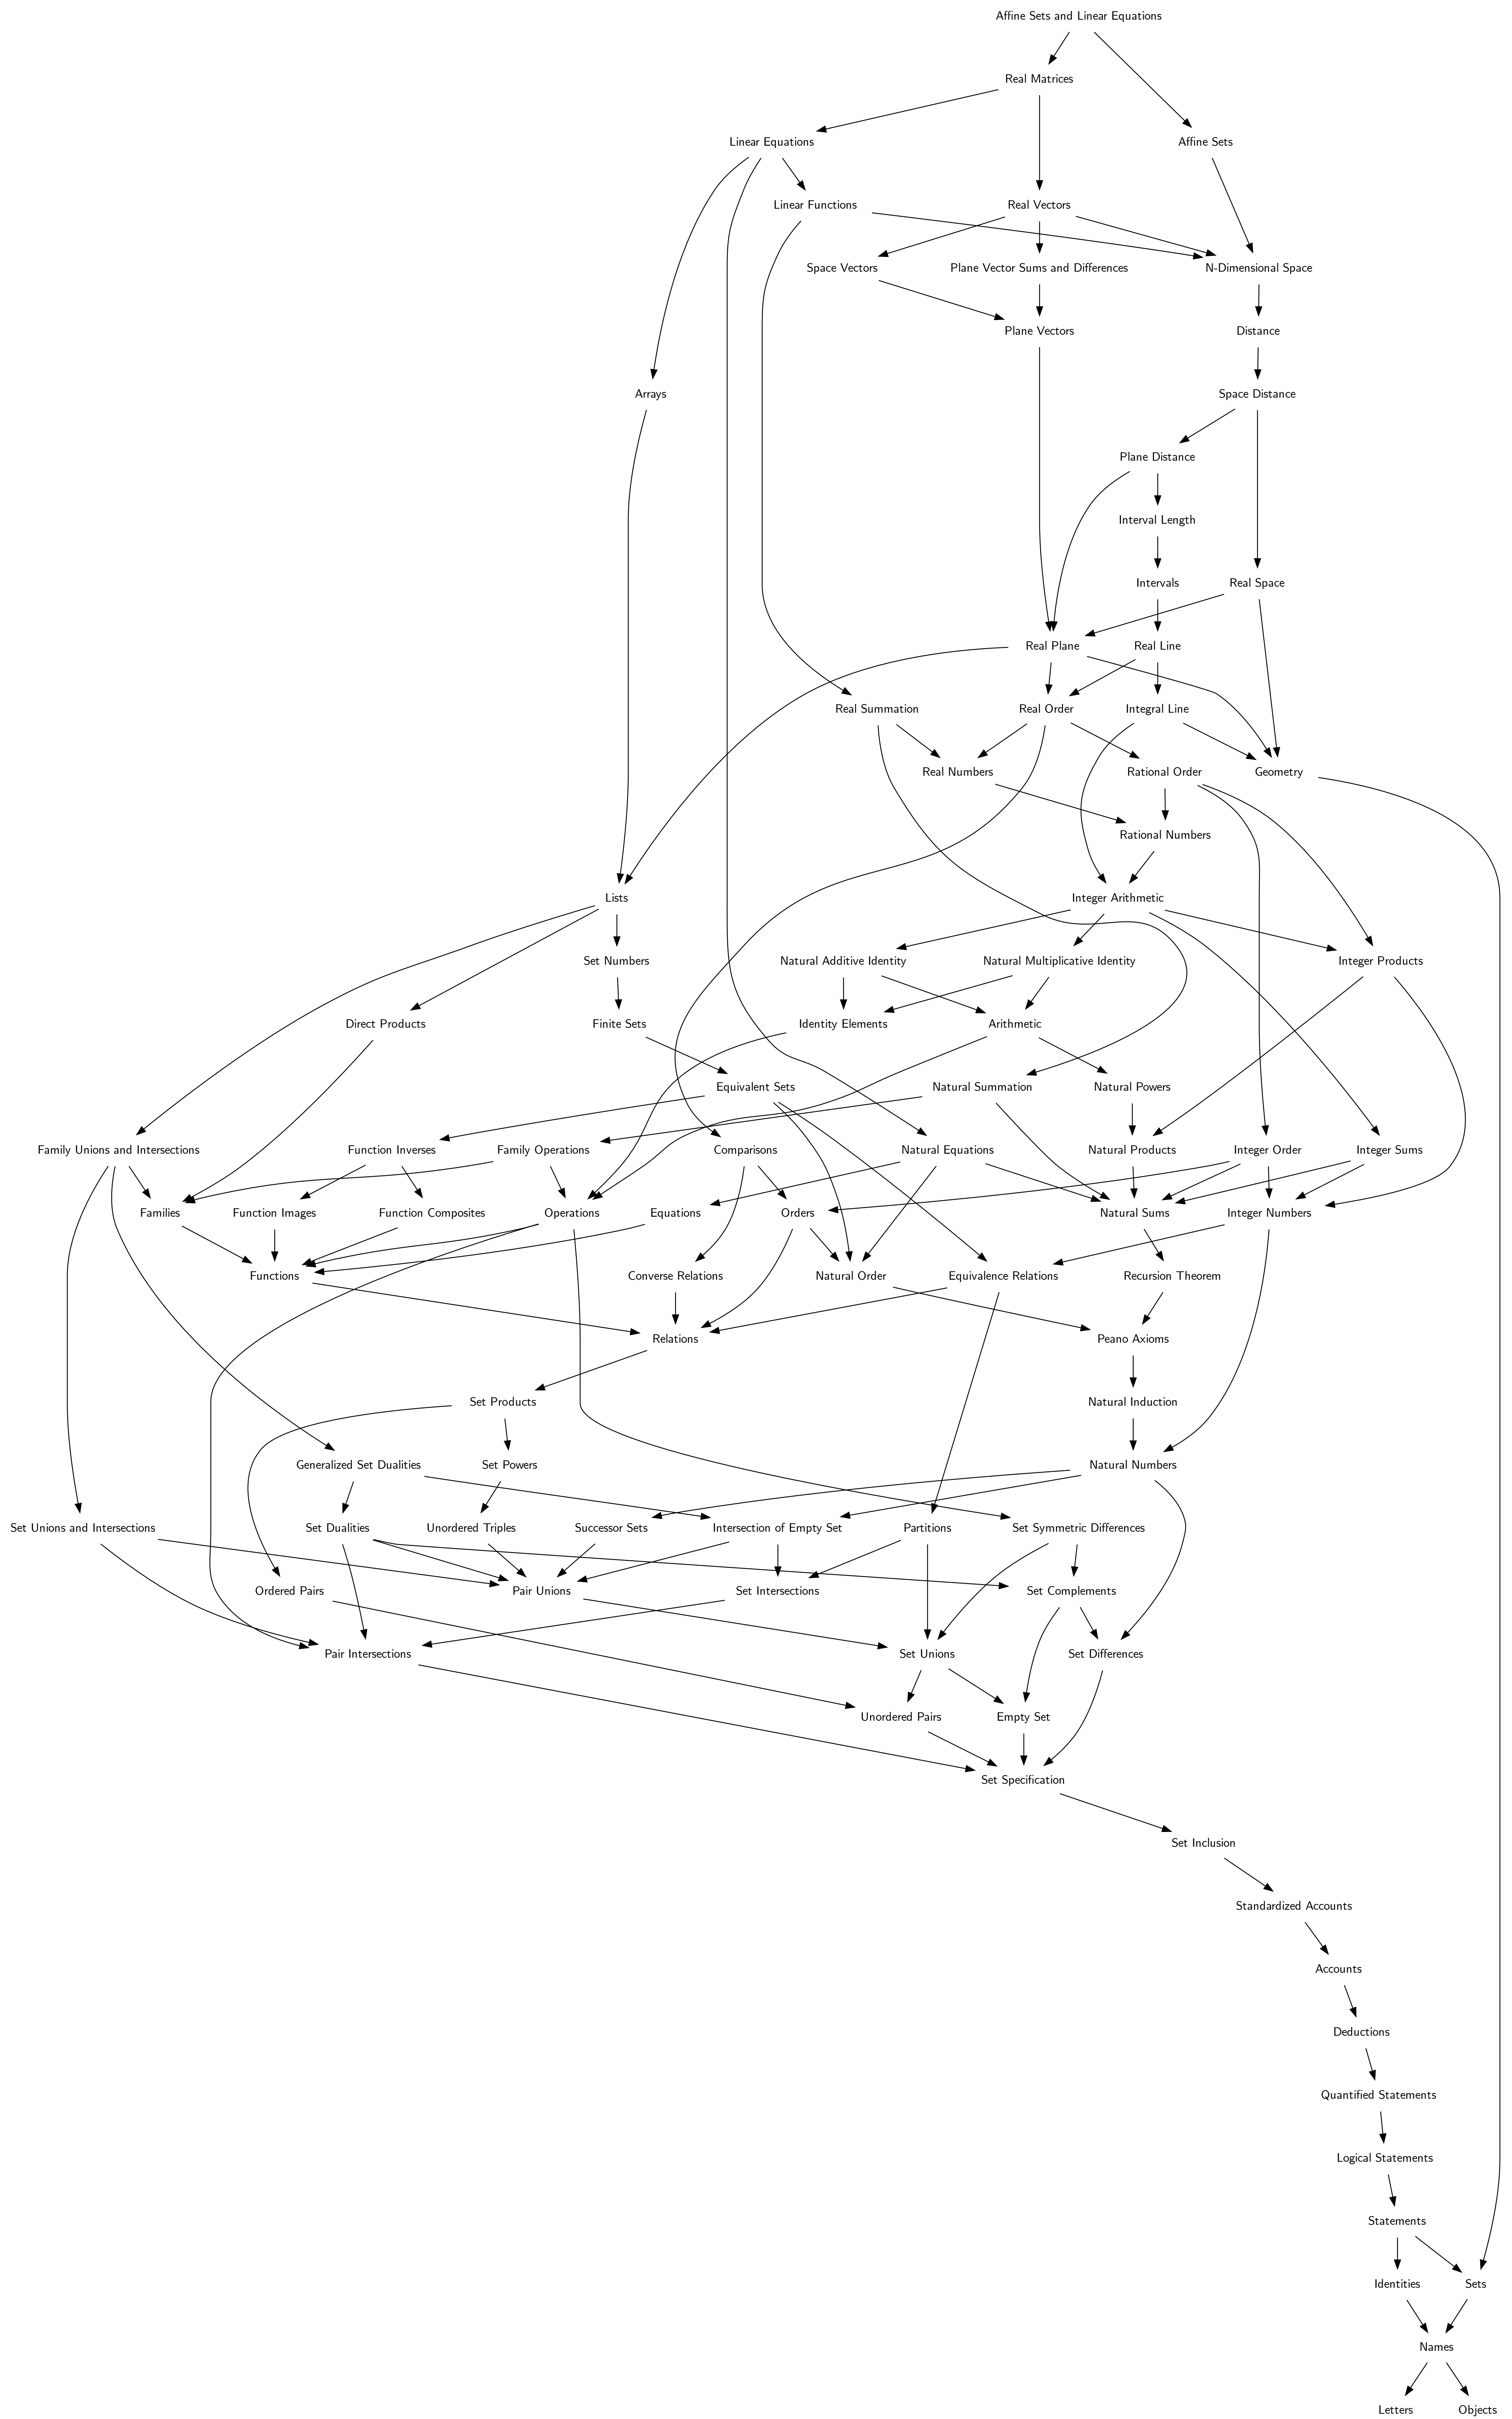 Affine Sets and Linear Equations
Real Matrices
Linear Equations
Affine Sets
Linear Functions
Real Vectors
Space Vectors
Plane Vector Sums and Differences
N-Dimensional Space
Plane Vectors
Distance
Arrays
Space Distance
Plane Distance
Interval Length
Intervals
Real Space
Real Plane
Real Line
Real Summation
Real Order
Integral Line
Real Numbers
Rational Order
Geometry
Rational Numbers
Lists
Integer Arithmetic
Set Numbers
Natural Additive Identity
Natural Multiplicative Identity
Integer Products
Direct Products
Finite Sets
Identity Elements
Arithmetic
Equivalent Sets
Natural Summation
Natural Powers
Family Unions and Intersections
Function Inverses
Family Operations
Comparisons
Natural Equations
Natural Products
Integer Order
Integer Sums
Families
Function Images
Function Composites
Operations
Equations
Orders
Natural Sums
Integer Numbers
Functions
Converse Relations
Natural Order
Equivalence Relations
Recursion Theorem
Relations
Peano Axioms
Set Products
Natural Induction
Generalized Set Dualities
Set Powers
Natural Numbers
Set Unions and Intersections
Set Dualities
Unordered Triples
Successor Sets
Intersection of Empty Set
Partitions
Set Symmetric Differences
Ordered Pairs
Pair Unions
Set Intersections
Set Complements
Pair Intersections
Set Unions
Set Differences
Unordered Pairs
Empty Set
Set Specification
Set Inclusion
Standardized Accounts
Accounts
Deductions
Quantified Statements
Logical Statements
Statements
Identities
Sets
Names
Letters
Objects